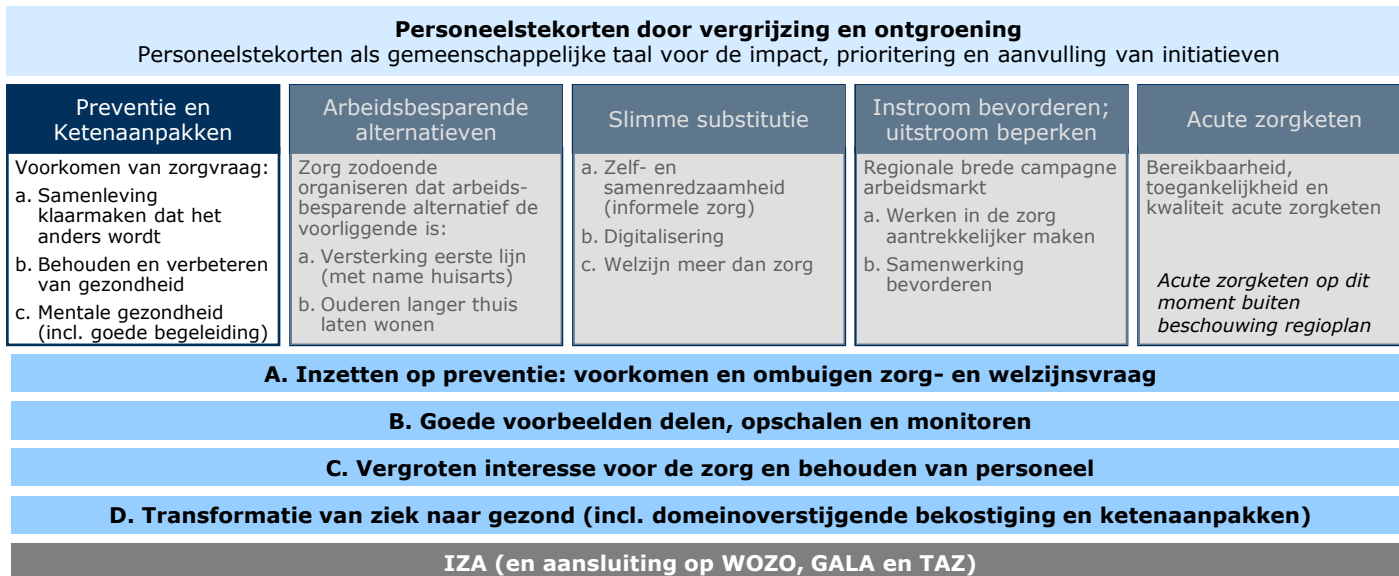 Personeelstekorten door vergrijzing en ontgroening
Personeelstekorten als gemeenschappelijke taal voor de impact, prioritering en aanvulling van initiatieven
Preventie en
Ketenaanpakken
Voorkomen van zorgvraag:
a. Samenleving
klaarmaken dat het
anders wordt
b. Behouden en verbeteren
van gezondheid
c. Mentale gezondheid
(incl. goede begeleiding)
Arbeidsbesparende
alternatieven
Zorg zodoende
organiseren dat arbeids-
besparende alternatief de
voorliggende is:
a. Versterking eerste lijn
(met name huisarts)
b. Ouderen langer thuis
laten wonen
Slimme substitutie
a. Zelf- en
samenredzaamheid
(informele zorg)
b. Digitalisering
c. Welzijn meer dan zorg
Instroom bevorderen;
uitstroom beperken
Regionale brede campagne
arbeidsmarkt
a. Werken in de zorg
aantrekkelijker maken
b. Samenwerking
bevorderen
Acute zorgketen
Bereikbaarheid,
toegankelijkheid en
kwaliteit acute zorgketen
Acute zorgketen op dit
moment buiten
beschouwing regioplan
A. Inzetten op preventie: voorkomen en ombuigen zorg- en welzijnsvraag
B. Goede voorbeelden delen, opschalen en monitoren
C. Vergroten interesse voor de zorg en behouden van personeel
D. Transformatie van ziek naar gezond (incl. domeinoverstijgende bekostiging en ketenaanpakken)
IZA (en aansluiting op WOZO, GALA en TAZ)